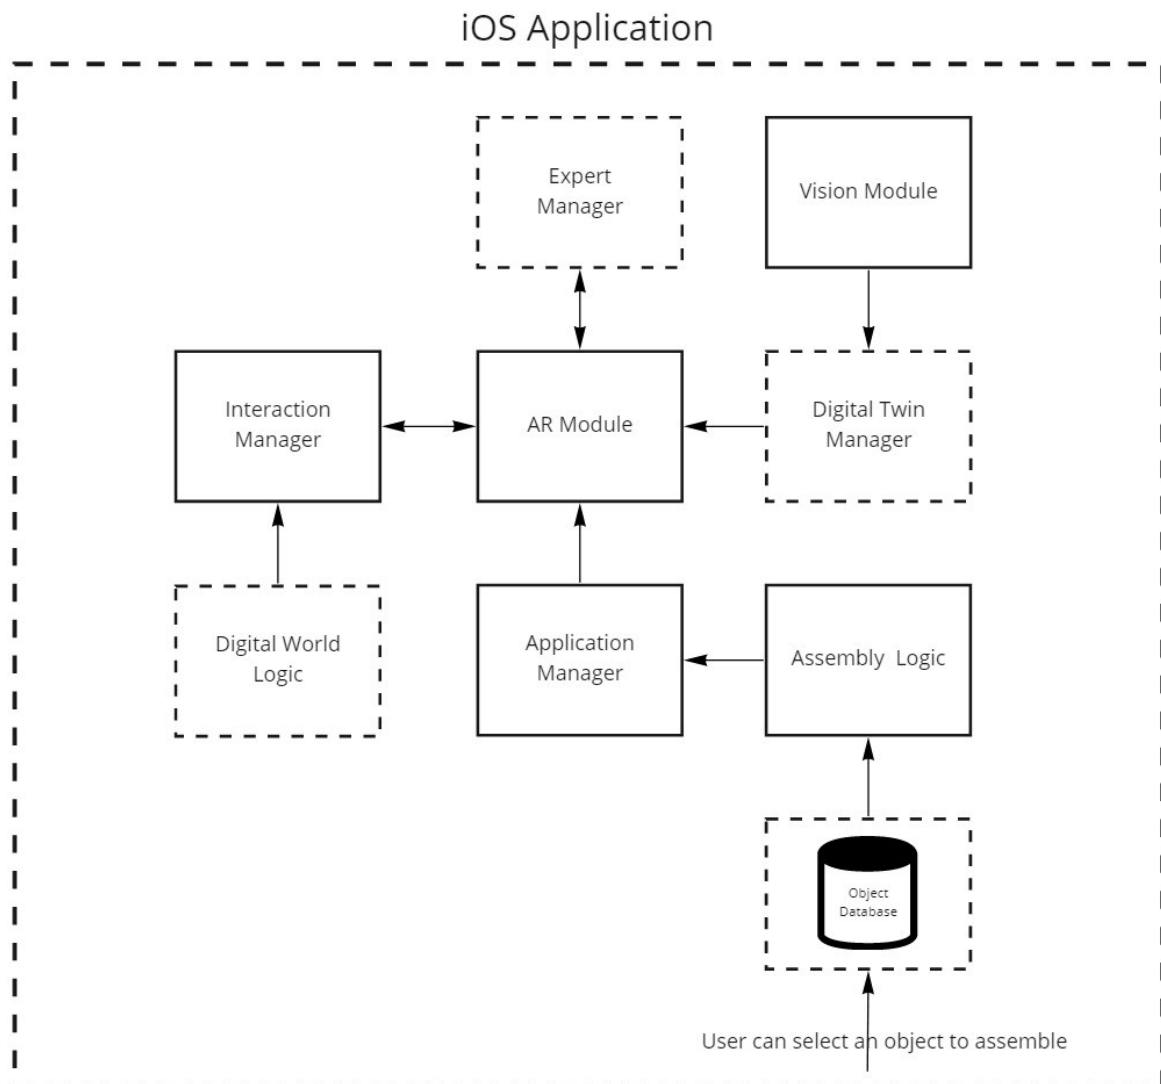 iOS Application
Expert
Manager
Vision Module
Interaction
Manager
AR Module
Digital Twin
Manager
Digital World
Logic
Application
Manager
Assembly Logic
Object
Database
User can select an object to assemble